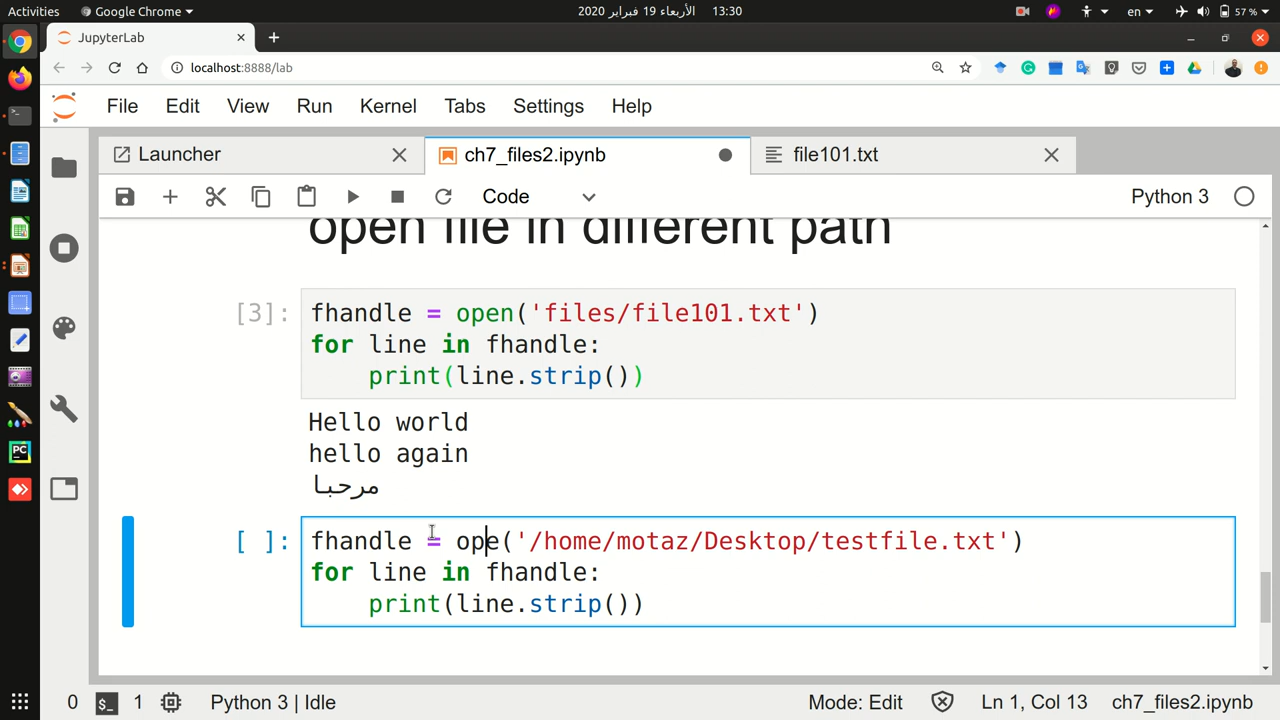 Activities Google Chrome الأربعاء 19 فبراير 2020 13:30 en 57 %
JupyterLab
localhost:8888/lab
File Edit View Run Kernel Tabs Settings Help
Launcher ch7_files2.ipynb file101.txt
Code Python 3
open file in different path
[3]: fhandle = open('files/file101.txt')
for line in fhandle:
print(line.strip())
Hello world
hello again
مرحبا
[ ]: fhandle = ope('/home/motaz/Desktop/testfile.txt')
for line in fhandle:
print(line.strip())
0 $_ 1 Python 3 | Idle Mode: Edit Ln 1, Col 13 ch7_files2.ipynb